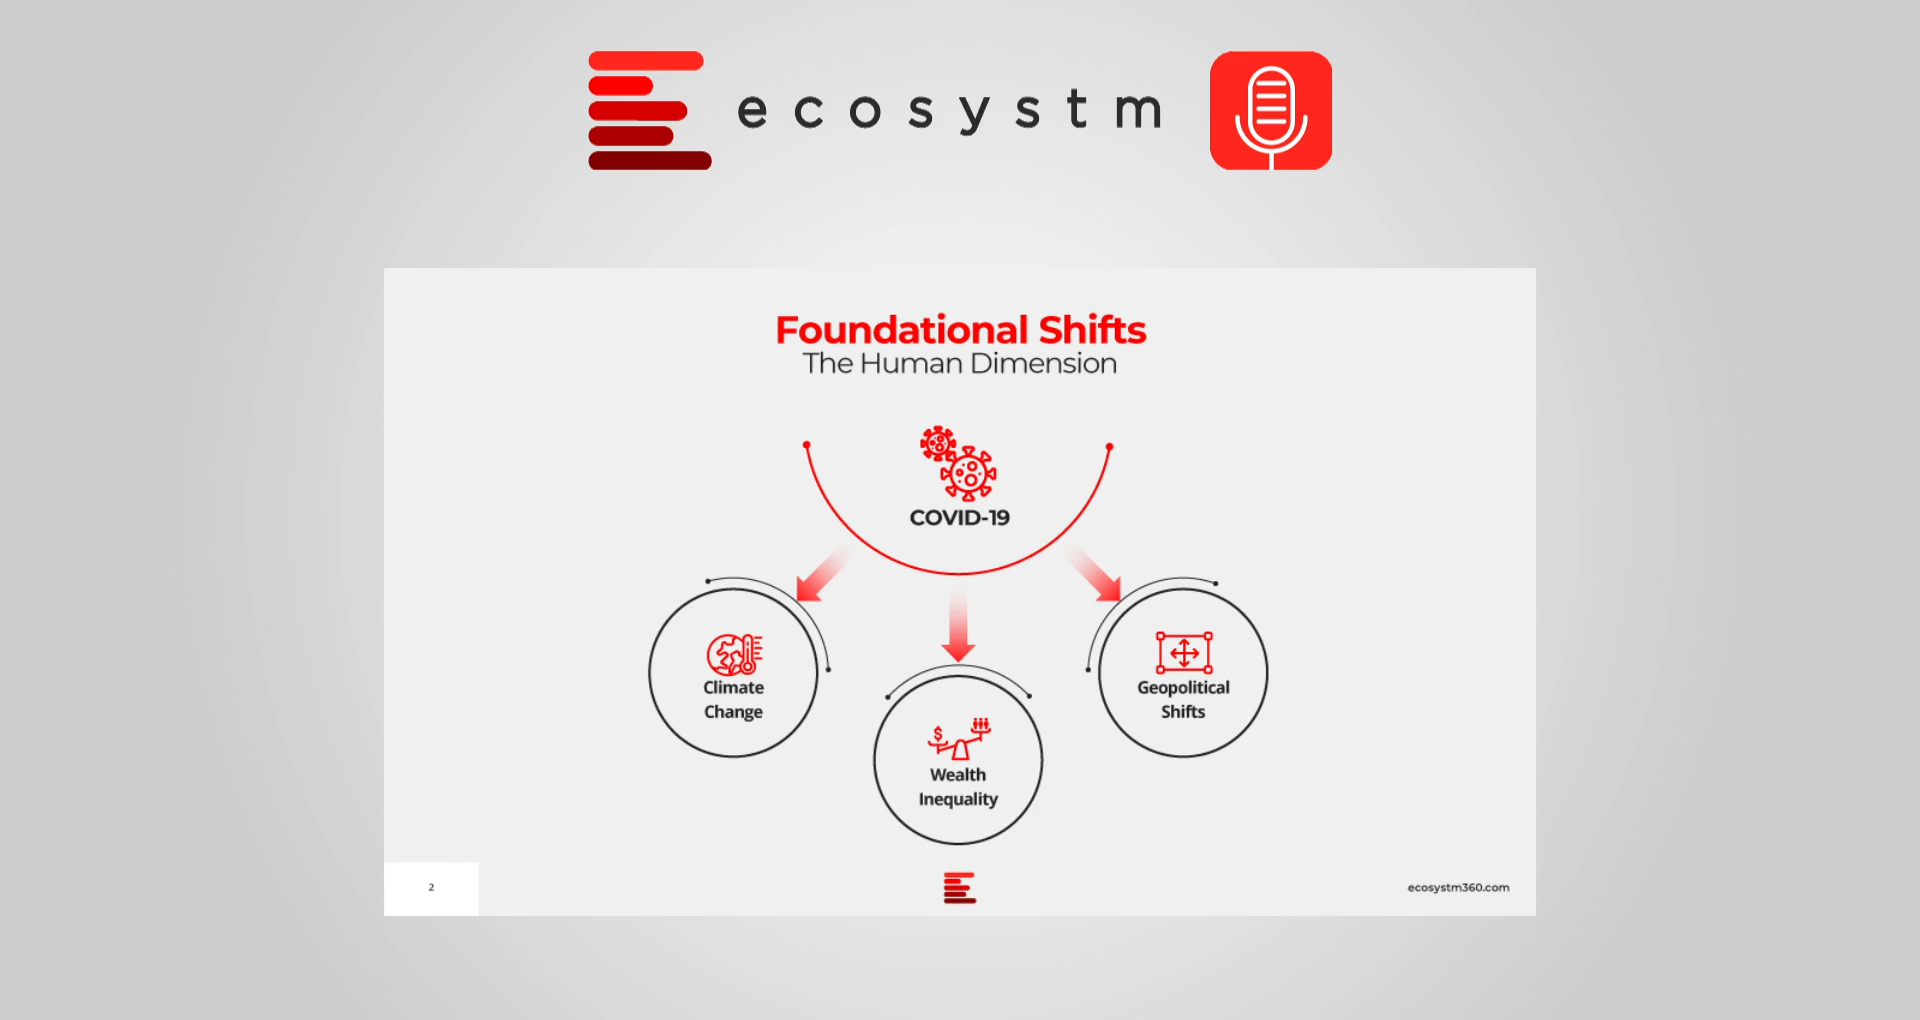 ecosystm
Foundational Shifts
The Human Dimension
COVID-19
Climate
Change
Wealth
Inequality
Geopolitical
Shifts
$
2
ecosystm360.com